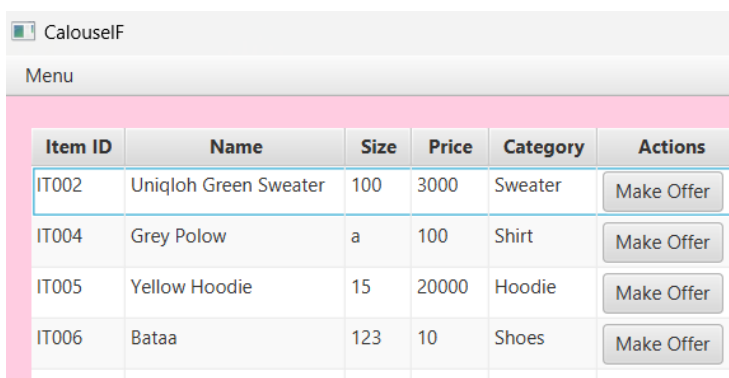 CalouselF
Menu
Item ID Name Size Price Category Actions
IT002 Uniqloh Green Sweater 100 3000 Sweater Make Offer
IT004 Grey Polow a 100 Shirt Make Offer
IT005 Yellow Hoodie 15 20000 Hoodie Make Offer
IT006 Bataa 123 10 Shoes Make Offer